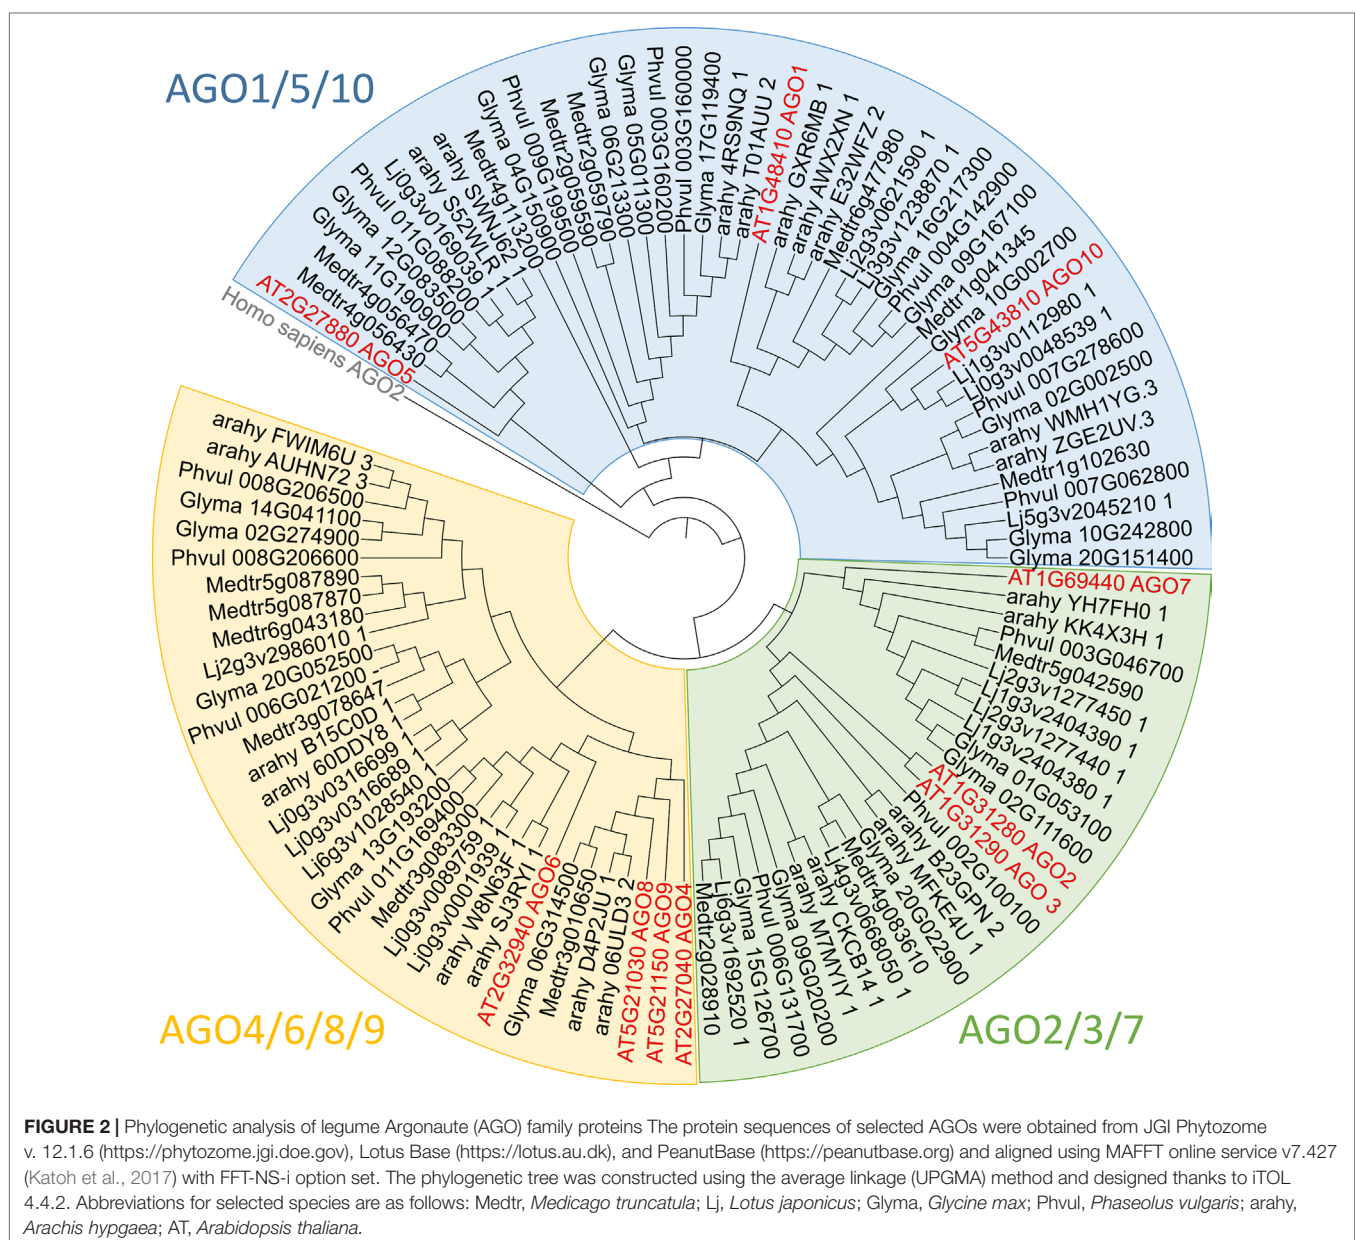 AGO1/5/10
Homo sapiens AGO2
AT2G27880 AGO5
Medtr4g056430
Medtr4g056470
Glyma 11G190900
Glyma 12G083500
Phvul 011G088200
Lj0g3v0169039 1
arahy S52WLR 1
arahy SWNJ62 1
Medtr4g113200
Glyma 04G150900
Phvul 009G199500
Medtr2g059590
Medtr2g059790
Glyma 06G213300
Glyma 05G011300
Phvul 003G160200
Phvul 003G160000
Glyma 17G119400
arahy 4RS9NQ 1
arahy T01AUU 2
AT1G48410 AGO1
arahy GXR6MB 1
arahy AWX2XN 1
arahy E32WFZ 2
Medtr6g477980
Lj2g3v0621590 1
Lj3g3v1238870 1
Glyma 16G217300
Phvul 004G142900
Glyma 09G167100
Medtr1g041345
Glyma 10G002700
AT5G43810 AGO10
Lj1g3v0112980 1
Lj0g3v0048539 1
Phvul 007G278600
Glyma 02G002500
arahy WMH1YG.3
arahy ZGE2UV.3
Medtr1g102630
Phvul 007G062800
Lj5g3v2045210 1
Glyma 10G242800
Glyma 20G151400
AT1G69440 AGO7
arahy YH7FH0 1
arahy KK4X3H 1
Phvul 003G046700
Medtr5g042590
Lj2g3v1277450 1
Lj1g3v2404390 1
Lj2g3v1277440 1
Lj1g3v2404380 1
Glyma 01G053100
Glyma 02G111600
AT1G31280 AGO2
AT1G31290 AGO 3
Phvul 002G100100
arahy B23GPN 2
arahy MFKE4U 1
Glyma 20G022900
Medtr4g083610
Lj4g3v0668050 1
arahy CKCB14 1
arahy M7MYIY 1
Glyma 09G020200
Phvul 006G131700
Glyma 15G126700
Lj6g3v1692520 1
Medtr2g028910
AGO2/3/7
AT2G27040 AGO4
AT5G21150 AGO9
AT5G21030 AGO8
arahy 06ULD3 2
arahy D4P2JU 1
Medtr3g010650
Glyma 06G314500
AT2G32940 AGO6
arahy SJ3RYI 1
arahy W8N63F 1
Lj0g3v0001939 1
Lj0g3v0089759 1
Medtr3g083300
Phvul 011G169400
Glyma 13G193200
Lj6g3v1028540 1
Lj0g3v0316689 1
Lj0g3v0316699 1
arahy 60DDY8 1
arahy B15C0D 1
Medtr3g078647
Phvul 006G021200
Glyma 20G052500
Lj2g3v2986010 1
Medtr6g043180
Medtr5g087870
Medtr5g087890
Phvul 008G206600
Glyma 02G274900
Glyma 14G041100
Phvul 008G206500
arahy AUHN72 3
arahy FWIM6U 3
AGO4/6/8/9
FIGURE 2 | Phylogenetic analysis of legume Argonaute (AGO) family proteins The protein sequences of selected AGOs were obtained from JGI Phytozome
v. 12.1.6 (https://phytozome.jgi.doe.gov), Lotus Base (https://lotus.au.dk), and PeanutBase (https://peanutbase.org) and aligned using MAFFT online service v7.427
(Katoh et al., 2017) with FFT-NS-i option set. The phylogenetic tree was constructed using the average linkage (UPGMA) method and designed thanks to iTOL
4.4.2. Abbreviations for selected species are as follows: Medtr, Medicago truncatula; Lj, Lotus japonicus; Glyma, Glycine max; Phvul, Phaseolus vulgaris; arahy,
Arachis hypgaea; AT, Arabidopsis thaliana.